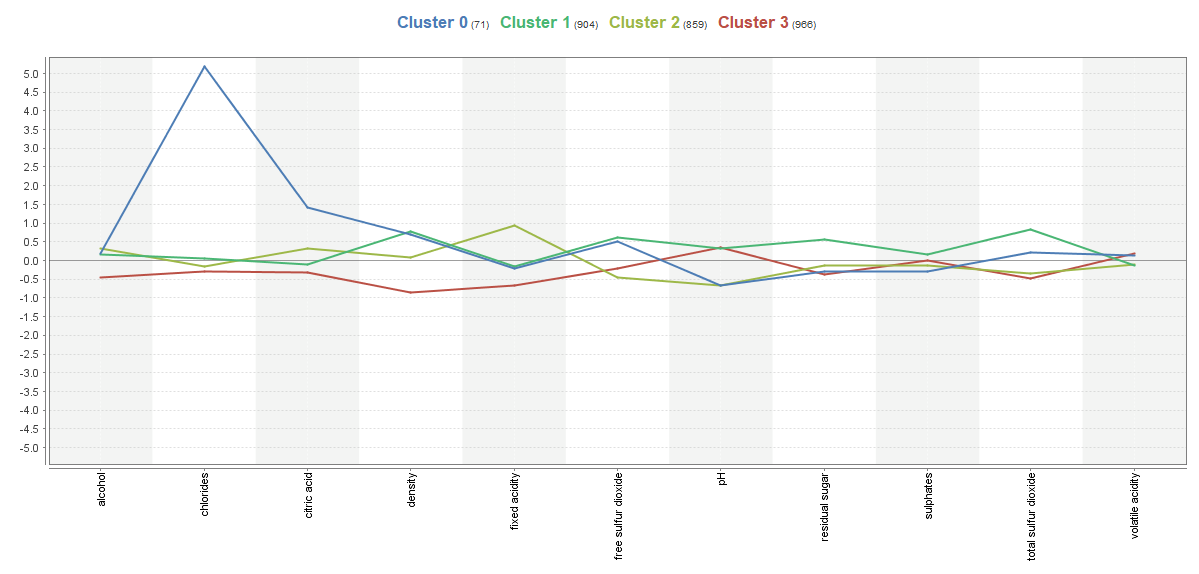 Cluster 0 (71) Cluster 1 (904) Cluster 2 (859) Cluster 3 (966)
5.0
4.5
4.0
3.5
3.0
2.5
2.0
1.5
1.0
0.5
0.0
-0.5
-1.0
-1.5
-2.0
-2.5
-3.0
-3.5
-4.0
-4.5
-5.0
alcohol
chlorides
citric acid
density
fixed acidity
free sulfur dioxide
pH
residual sugar
sulphates
total sulfur dioxide
volatile acidity